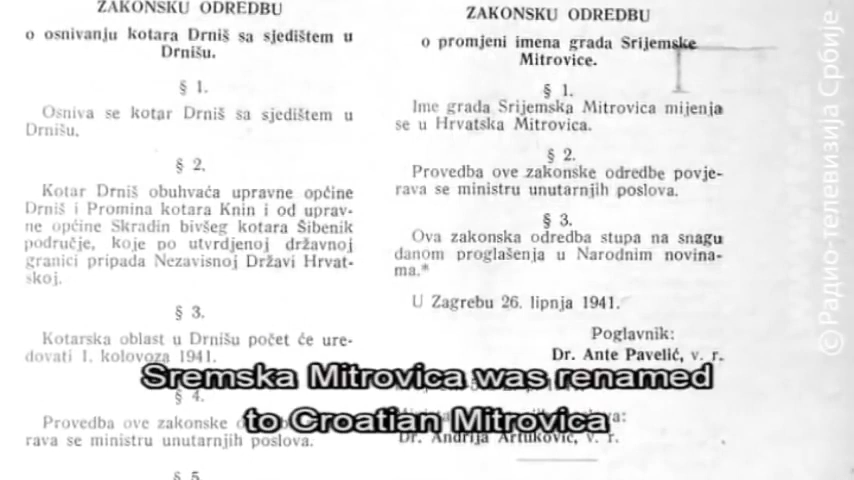 ZAKONSKU ODREDBU
o osnivanju kotara Drniš sa sjedištem u
Drnišu.
§ 1.
Osniva se kotar Drniš sa sjedištem u
Drnišu.
§ 2.
Kotar Drniš obuhvaća upravne općine
Drniš i Promina kotara Knin i od uprav-
ne općine Skradin bivšeg kotara Šibenik
područje, koje po utvrdjenoj državnoj
granici pripada Nezavisnoj Državi Hrvat-
skoj.
§ 3.
Kotarska oblast u Drnišu počet će ure-
dovati 1. kolovoza 1941.
§ 4.
Provedba ove zakonske
rava se ministru unutarnjih poslova.
§ 5
ZAKONSKU ODREDBU
o promjeni imena grada Srijemske
Mitrovice.
§ 1.
Ime grada Srijemska Mitrovica mijenja
se u Hrvatska Mitrovica.
§ 2.
Provedba ove zakonske odredbe povje-
rava se ministru unutarnjih poslova.
§ 3.
Ova zakonska odredba stupa na snagu
danom proglašenja u Narodnim novina-
ma.*
U Zagrebu 26. lipnja 1941.
Poglavnik:
Dr. Ante Pavelić, v. r.
Dr. Andrija Artuković, v. r.
Sremska Mitrovica was renamed
to Croatian Mitrovica
© Радио-телевизија Србије